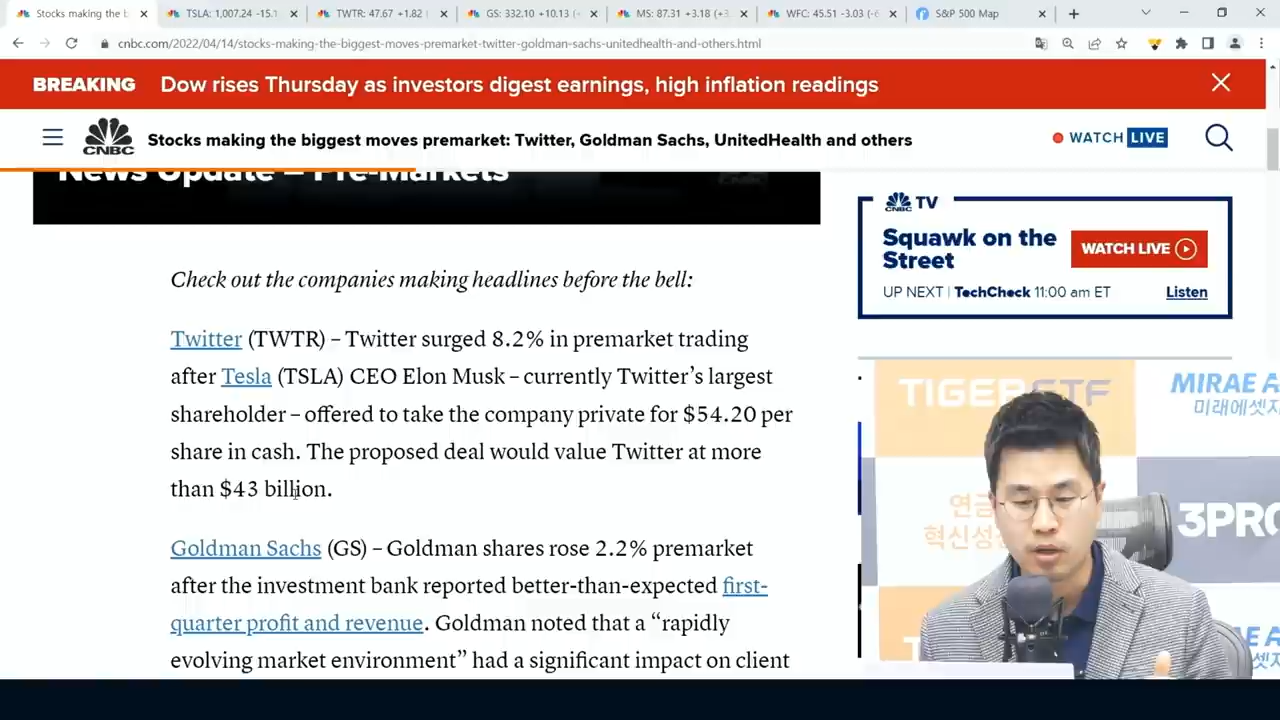 Stocks making the b
TSLA: 1,007.24 -15.1
TWTR: 47.67 +1.82 (
GS: 332.10 +10.13 (
MS: 87.31 +3.18 (+3
WFC: 45.51 -3.03 (-6
S&P 500 Map
cnbc.com/2022/04/14/stocks-making-the-biggest-moves-premarket-twitter-goldman-sachs-unitedhealth-and-others.html
BREAKING Dow rises Thursday as investors digest earnings, high inflation readings
CNBC
Stocks making the biggest moves premarket: Twitter, Goldman Sachs, UnitedHealth and others
WATCH LIVE
News Update – Pre-Markets
Check out the companies making headlines before the bell:
Twitter (TWTR) – Twitter surged 8.2% in premarket trading
after Tesla (TSLA) CEO Elon Musk – currently Twitter’s largest
shareholder – offered to take the company private for $54.20 per
share in cash. The proposed deal would value Twitter at more
than $43 billion.
Goldman Sachs (GS) – Goldman shares rose 2.2% premarket
after the investment bank reported better-than-expected first-
quarter profit and revenue. Goldman noted that a “rapidly
evolving market environment” had a significant impact on client
CNBC TV
Squawk on the
Street
WATCH LIVE
UP NEXT | TechCheck 11:00 am ET
Listen
TIGER ETF
MIRAE A
미래에셋자
연금
혁신성
3PRO